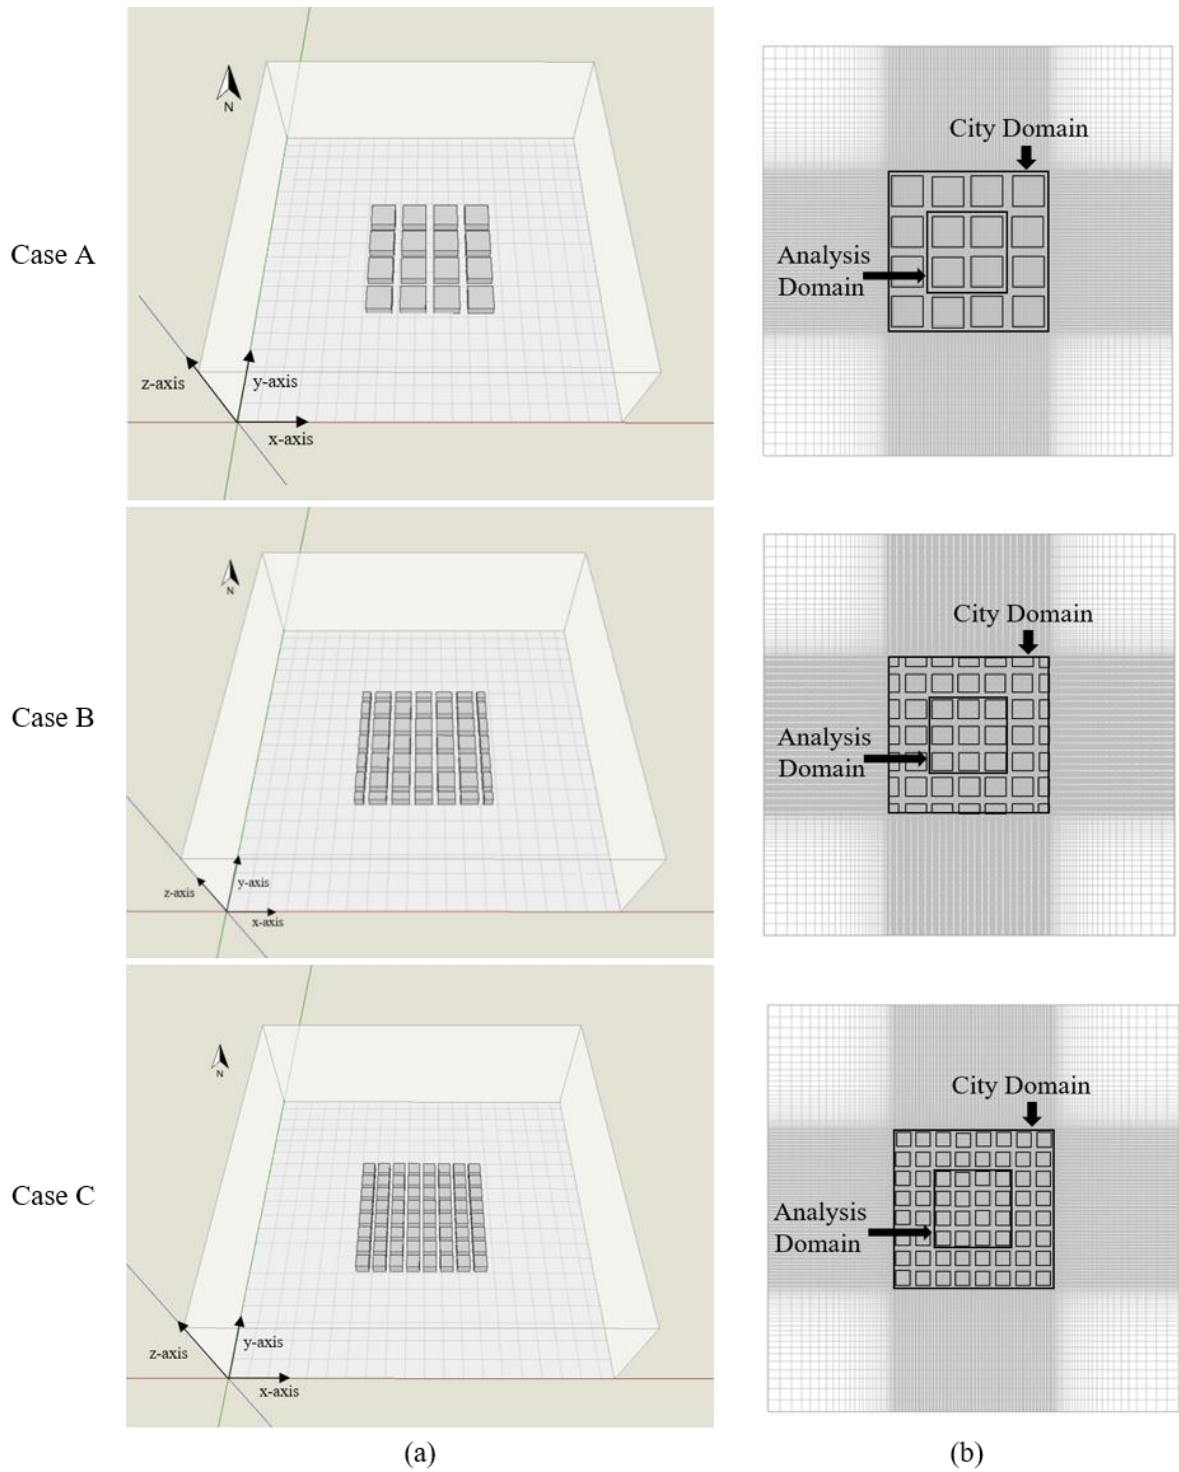 N
City Domain
Case A
Analysis
Domain
z-axis
y-axis
x-axis
N
City Domain
Case B
Analysis
Domain
z-axis
y-axis
x-axis
N
City Domain
Case C
Analysis
Domain
z-axis
y-axis
x-axis
(a)
(b)